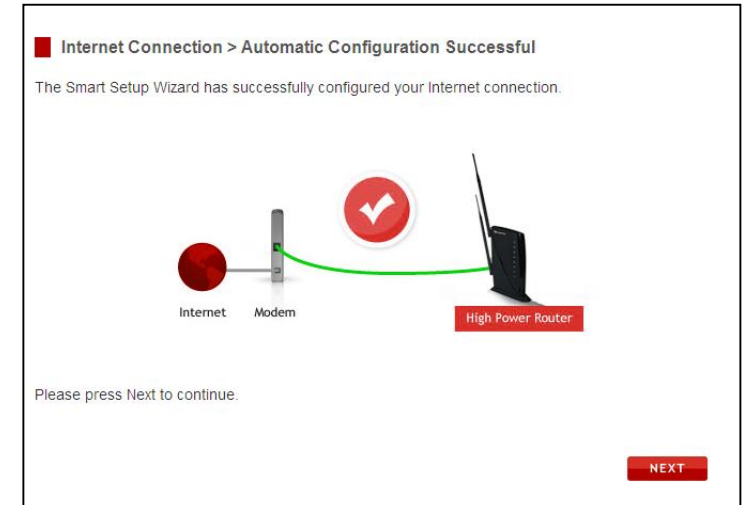 Internet Connection > Automatic Configuration Successful
The Smart Setup Wizard has successfully configured your Internet connection.
Internet
Modem
High Power Router
Please press Next to continue.
NEXT